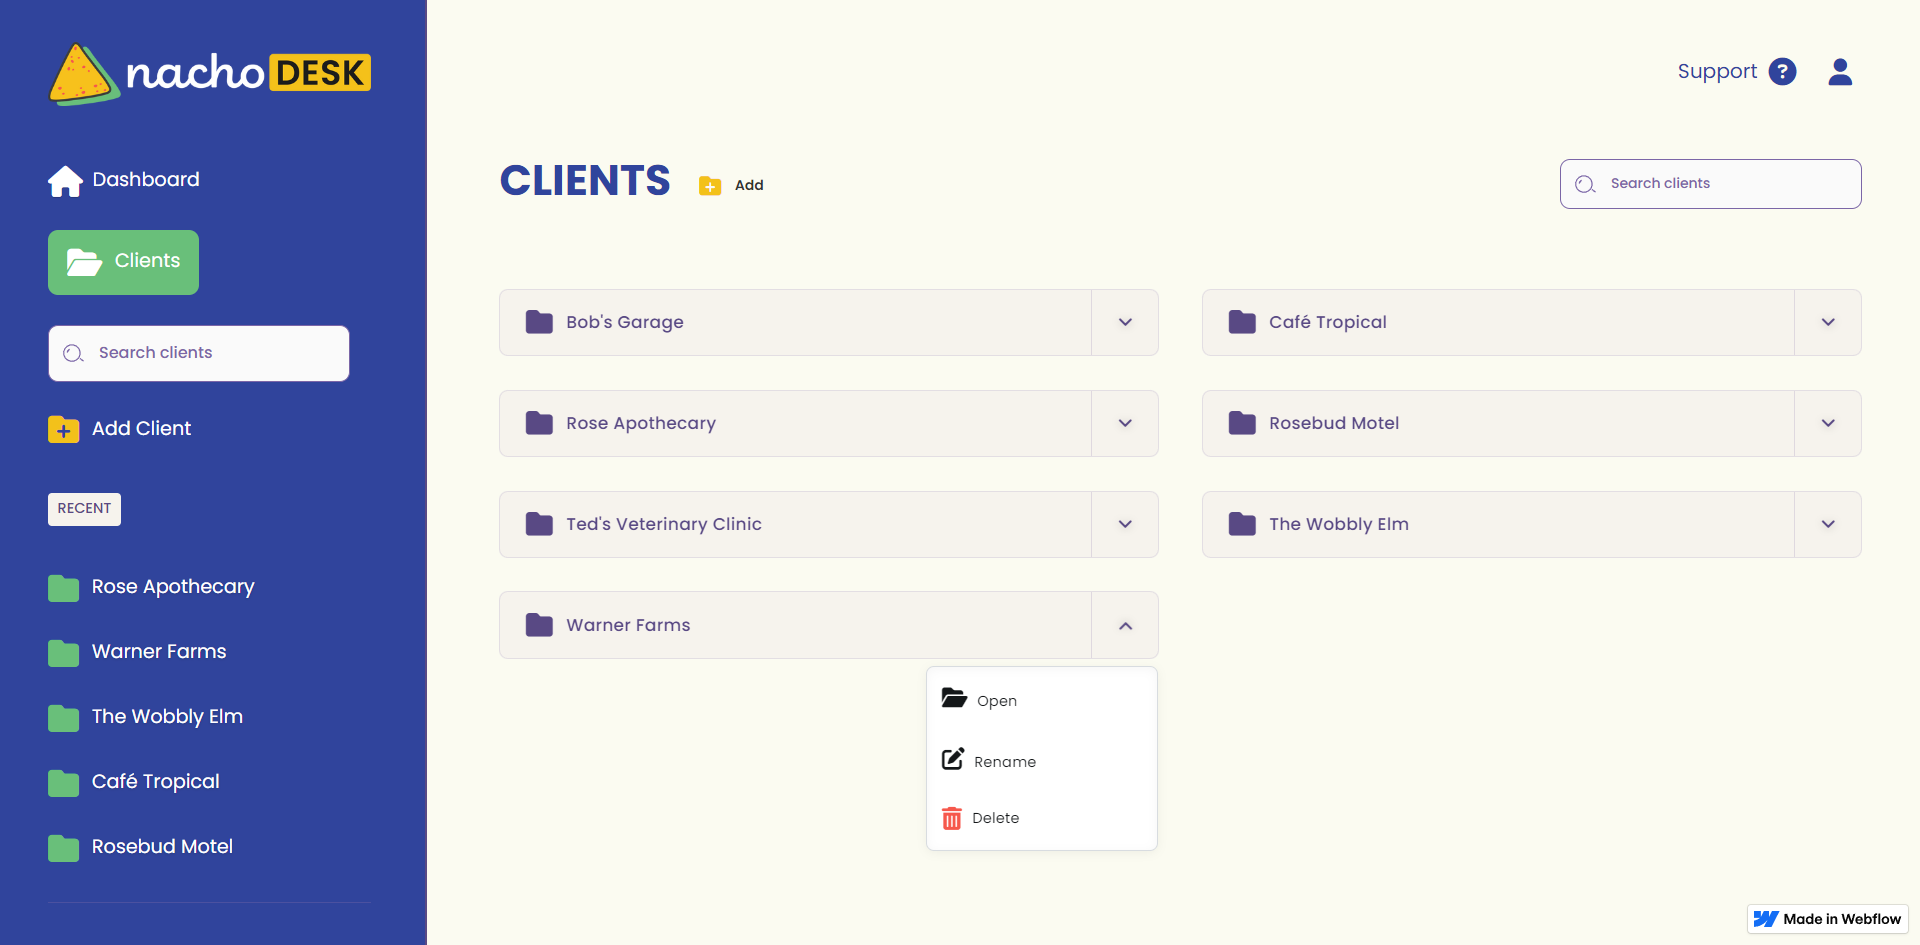 nacho DESK
Dashboard
Clients
Search clients
Add Client
RECENT
Rose Apothecary
Warner Farms
The Wobbly Elm
Café Tropical
Rosebud Motel
Support ?
CLIENTS
Add
Search clients
Bob's Garage
Café Tropical
Rose Apothecary
Rosebud Motel
Ted's Veterinary Clinic
The Wobbly Elm
Warner Farms
Open
Rename
Delete
Made in Webflow